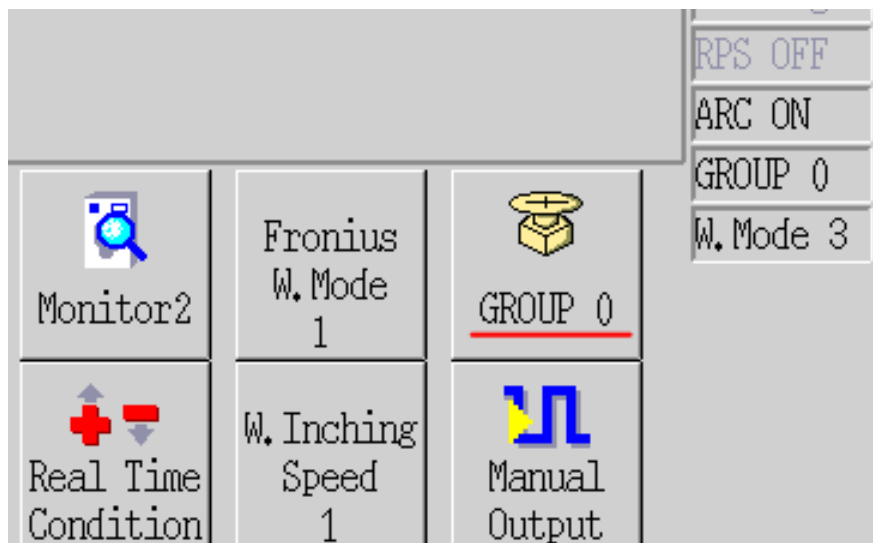 RPS OFF
ARC ON
GROUP 0
W.Mode 3
Monitor2
Fronius
W.Mode
1
GROUP 0
Real Time
Condition
W.Inching
Speed
1
Manual
Output